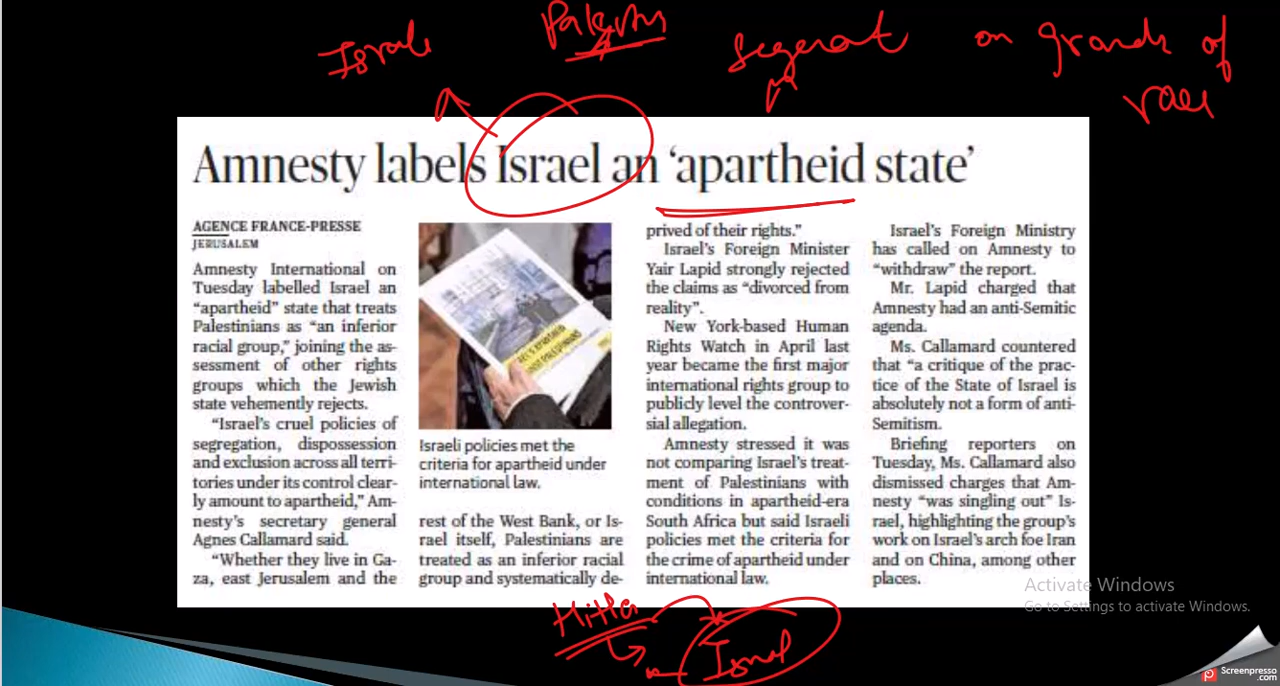 Israle
segerat on grands of
Amnesty labels Israel an ‘apartheid state’
AGENCE FRANCE-PRESSE
JERUSALEM
Amnesty International on
Tuesday labelled Israel an
“apartheid” state that treats
Palestinians as “an inferior
racial group,” joining the as-
sessment of other rights
groups which the Jewish
state vehemently rejects.
“Israel’s cruel policies of
segregation, dispossession
and exclusion across all terri-
tories under its control clear-
ly amount to apartheid,” Am-
nesty’s secretary general
Agnes Callamard said.
“Whether they live in Ga-
za, east Jerusalem and the
Israeli policies met the
criteria for apartheid under
international law.
rest of the West Bank, or Is-
rael itself, Palestinians are
treated as an inferior racial
group and systematically de-
prived of their rights.”
Israel’s Foreign Minister
Yair Lapid strongly rejected
the claims as “divorced from
reality”.
New York-based Human
Rights Watch in April last
year became the first major
international rights group to
publicly level the controver-
sial allegation.
Amnesty stressed it was
not comparing Israel’s treat-
ment of Palestinians with
conditions in apartheid-era
South Africa but said Israeli
policies met the criteria for
the crime of apartheid under
international law.
Israel’s Foreign Ministry
has called on Amnesty to
“withdraw” the report.
Mr. Lapid charged that
Amnesty had an anti-Semitic
agenda.
Ms. Callamard countered
that “a critique of the prac-
tice of the State of Israel is
absolutely not a form of anti-
Semitism.
Briefing reporters on
Tuesday, Ms. Callamard also
dismissed charges that Am-
nesty “was singling out” Is-
rael, highlighting the group’s
work on Israel’s arch foe Iran
and on China, among other
places.
Activate Windows
Go to Settings to activate Windows.
Hitler
Isrel
Screenpresso
.com